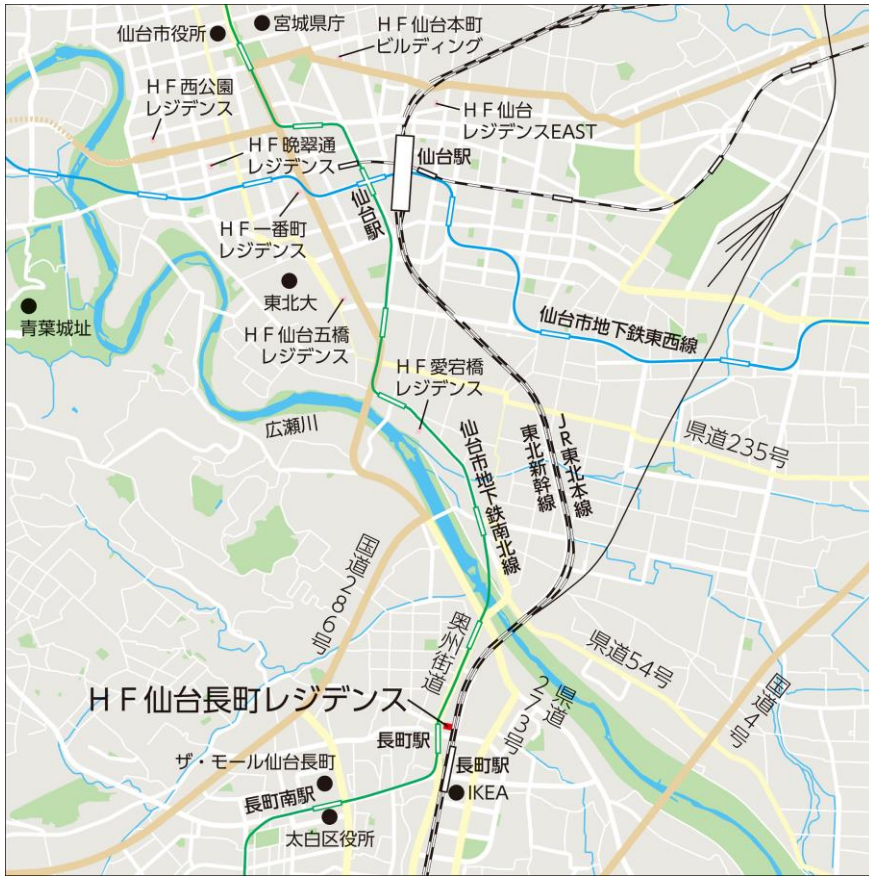 宮城県庁
仙台市役所
ＨＦ仙台本町
ビルディング
ＨＦ西公園
レジデンス
ＨＦ仙台
レジデンスEAST
ＨＦ晩翠通
レジデンス
仙台駅
仙台駅
ＨＦ一番町
レジデンス
東北大
青葉城址
ＨＦ仙台五橋
レジデンス
仙台市地下鉄東西線
ＨＦ愛宕橋
レジデンス
広瀬川
仙台市地下鉄南北線
東北新幹線
ＪＲ東北本線
県道235号
国道286号
奥州街道
県道54号
国道4号
県道
273号
ＨＦ仙台長町レジデンス
長町駅
長町駅
ザ・モール仙台長町
IKEA
長町南駅
太白区役所